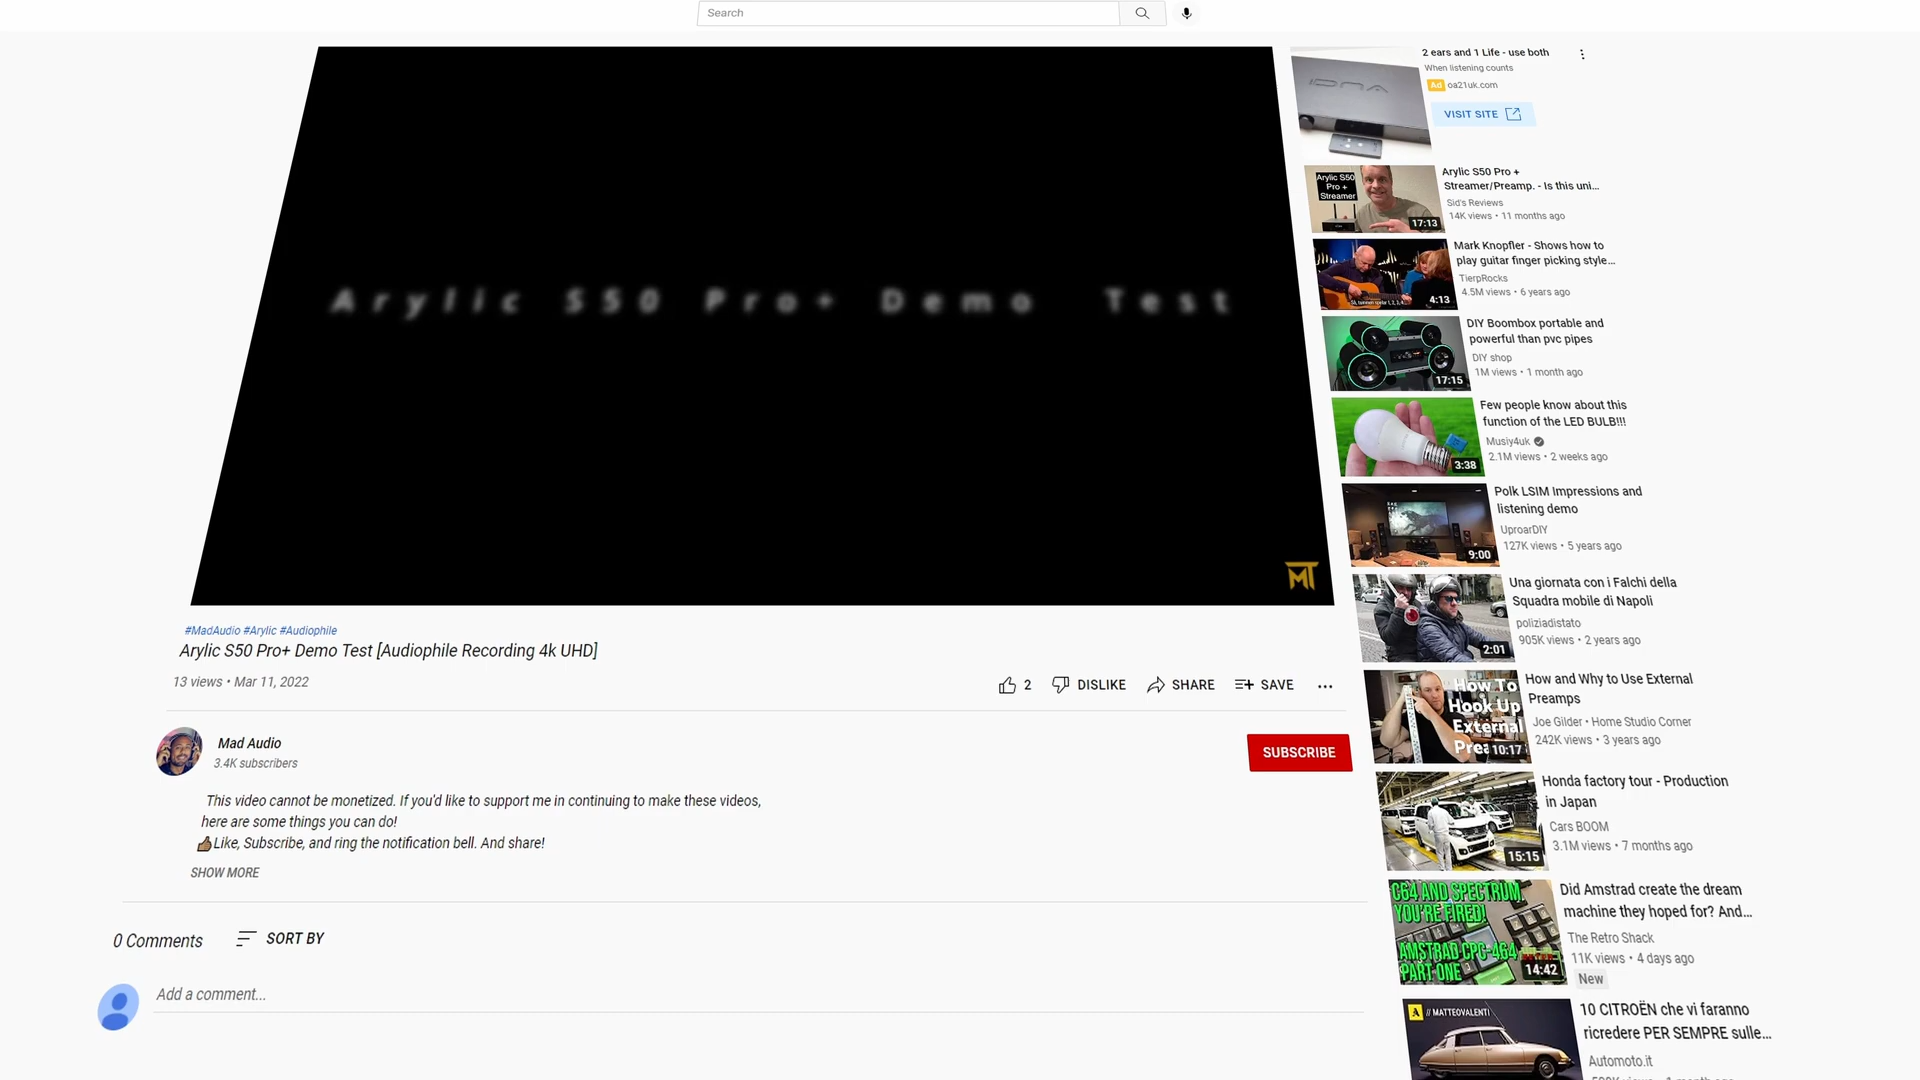 Search
Arylic S50 Pro+ Demo Test
MT
#MadAudio #Arylic #Audiophile
Arylic S50 Pro+ Demo Test [Audiophile Recording 4k UHD]
13 views • Mar 11, 2022
2 DISLIKE SHARE SAVE
Mad Audio
3.4K subscribers
SUBSCRIBE
This video cannot be monetized. If you'd like to support me in continuing to make these videos,
here are some things you can do!
👍🏾Like, Subscribe, and ring the notification bell. And share!
SHOW MORE
0 Comments SORT BY
Add a comment...
2 ears and 1 Life - use both
When listening counts
Ad oa21uk.com
VISIT SITE
Arylic S50
Pro +
Streamer
17:13
Arylic S50 Pro +
Streamer/Preamp. - Is this uni...
Sid's Reviews
14K views • 11 months ago
4:13
Mark Knopfler - Shows how to
play guitar finger picking style...
TierpRocks
4.5M views • 6 years ago
17:15
DIY Boombox portable and
powerful than pvc pipes
DIY shop
1M views • 1 month ago
3:38
Few people know about this
function of the LED BULB!!!
Musiy4uk
2.1M views • 2 weeks ago
9:00
Polk LSIM Impressions and
listening demo
UproarDIY
127K views • 5 years ago
2:01
Una giornata con i Falchi della
Squadra mobile di Napoli
poliziadistato
905K views • 2 years ago
How To
Hook Up
External
10:17
How and Why to Use External
Preamps
Joe Gilder • Home Studio Corner
242K views • 3 years ago
15:15
Honda factory tour - Production
in Japan
Cars BOOM
3.1M views • 7 months ago
C64 AND SPECTRUM,
YOU'RE FIRED!
AMSTRAD CPC-464
PART ONE
14:42
Did Amstrad create the dream
machine they hoped for? And...
The Retro Shack
11K views • 4 days ago
New
A // MATTEOVALENTI
10 CITROËN che vi faranno
ricredere PER SEMPRE sulle...
Automoto.it